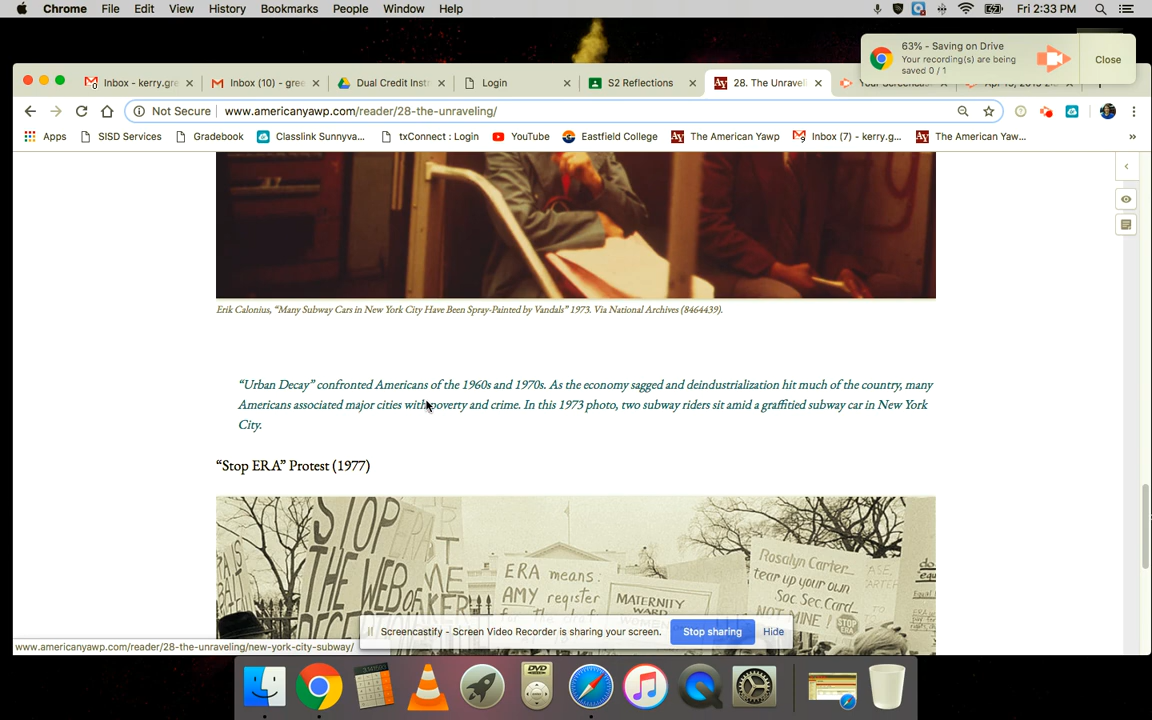 Chrome File Edit View History Bookmarks People Window Help Fri 2:33 PM
63% - Saving on Drive
Your recording(s) are being
saved 0 / 1
Close
Inbox - kerry.gre
Inbox (10) - gree
Dual Credit Instr
Login
S2 Reflections
28. The Unraveli
Not Secure www.americanyawp.com/reader/28-the-unraveling/
Apps SISD Services Gradebook Classlink Sunnyva... txConnect : Login YouTube Eastfield College The American Yawp Inbox (7) - kerry.g... The American Yaw...
Erik Calonius, “Many Subway Cars in New York City Have Been Spray-Painted by Vandals” 1973. Via National Archives (8464439).
“Urban Decay” confronted Americans of the 1960s and 1970s. As the economy sagged and deindustrialization hit much of the country, many
Americans associated major cities with poverty and crime. In this 1973 photo, two subway riders sit amid a graffitied subway car in New York
City.
“Stop ERA” Protest (1977)
STOP
THE WEB OF
ERA means:
AMY register
MATERNITY
WARD
Rosalyn Carter
tear up your own
Soc. Sec. Card
NOT MINE!
STOP
ERA
Screencastify - Screen Video Recorder is sharing your screen.
Stop sharing
Hide
www.americanyawp.com/reader/28-the-unraveling/new-york-city-subway/